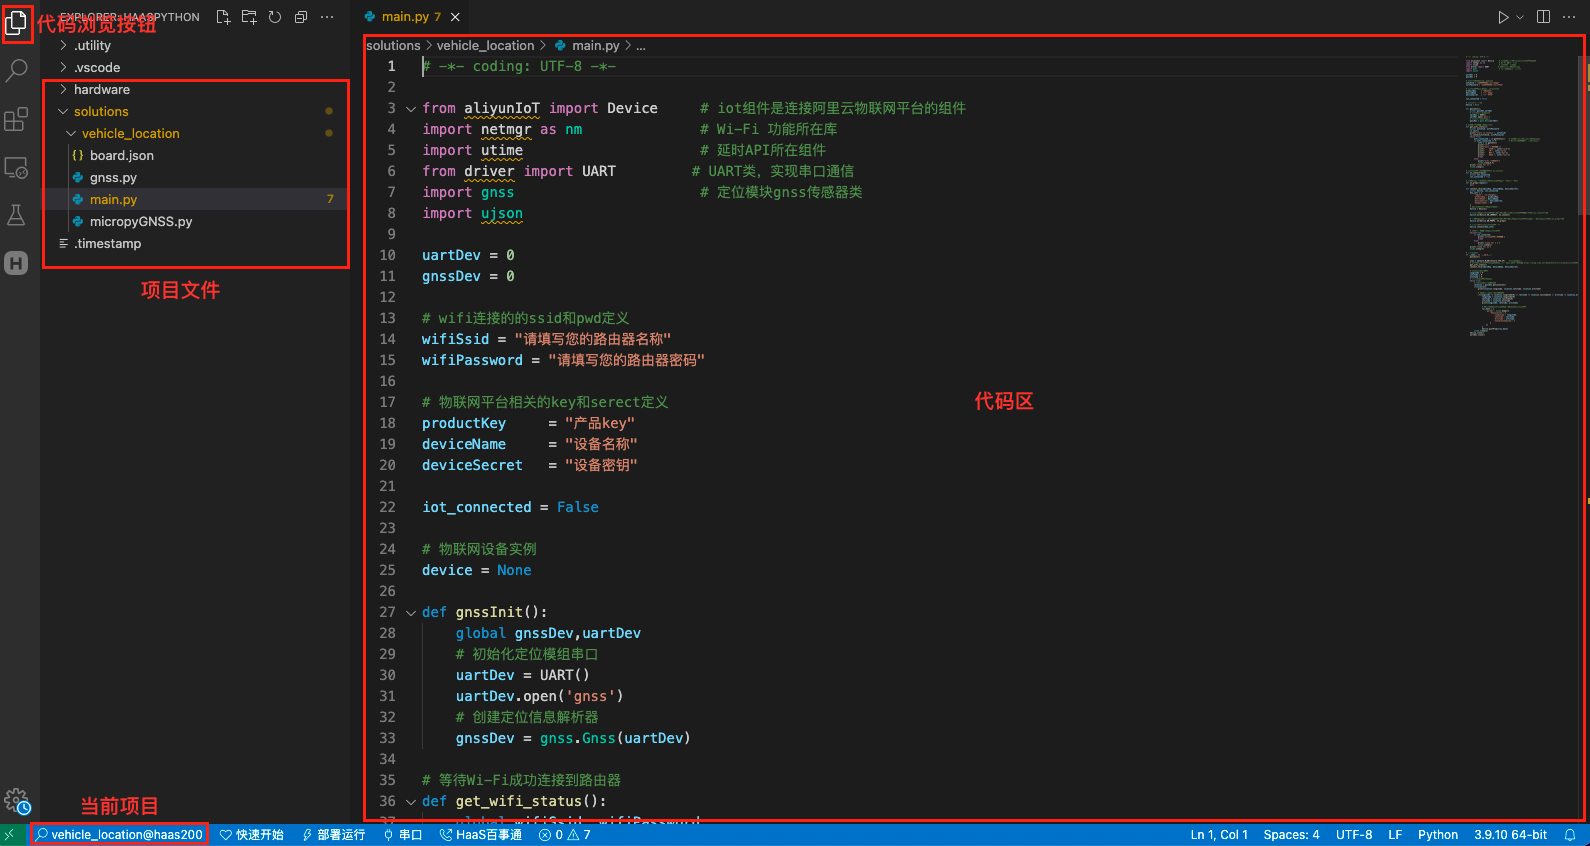 EXPLORER: HAASPYTHON
代码浏览按钮
.utility
.vscode
hardware
solutions
vehicle_location
{} board.json
gnss.py
main.py 7
micropyGNSS.py
.timestamp
项目文件
当前项目
main.py 7
solutions > vehicle_location > main.py > ...
1 # -*- coding: UTF-8 -*-
2
3 from aliyunIoT import Device # iot组件是连接阿里云物联网平台的组件
4 import netmgr as nm # Wi-Fi 功能所在库
5 import utime # 延时API所在组件
6 from driver import UART # UART类，实现串口通信
7 import gnss # 定位模块gnss传感器类
8 import ujson
9
10 uartDev = 0
11 gnssDev = 0
12
13 # wifi连接的的ssid和pwd定义
14 wifiSsid = "请填写您的路由器名称"
15 wifiPassword = "请填写您的路由器密码"
16
17 # 物联网平台相关的key和serect定义
18 productKey = "产品key"
19 deviceName = "设备名称"
20 deviceSecret = "设备密钥"
21
22 iot_connected = False
23
24 # 物联网设备实例
25 device = None
26
27 def gnssInit():
28 global gnssDev,uartDev
29 # 初始化定位模组串口
30 uartDev = UART()
31 uartDev.open('gnss')
32 # 创建定位信息解析器
33 gnssDev = gnss.Gnss(uartDev)
34
35 # 等待Wi-Fi成功连接到路由器
36 def get_wifi_status():
37 global wifiSsid, wifiPassword
代码区
vehicle_location@haas200 快速开始 部署运行 串口 HaaS百事通 0 7 Ln 1, Col 1 Spaces: 4 UTF-8 LF Python 3.9.10 64-bit